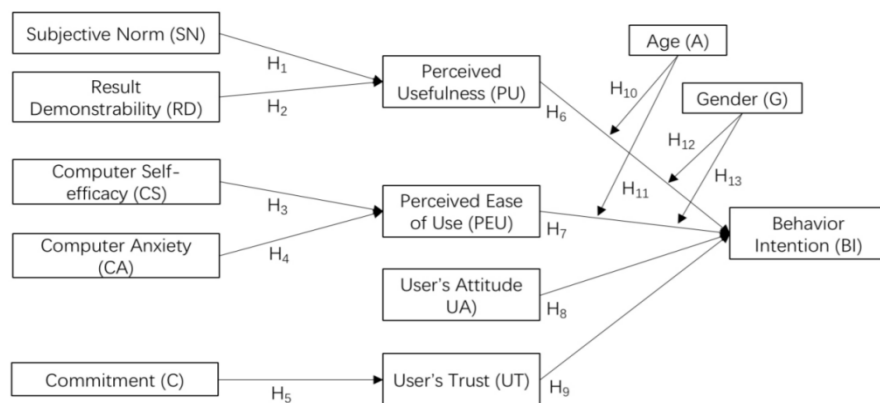 Subjective Norm (SN)
H1
Result
Demonstrability (RD)
H2
Computer Self-
efficacy (CS)
H3
Computer Anxiety
(CA)
H4
Commitment (C)
H5
Perceived
Usefulness (PU)
H6
Perceived Ease
of Use (PEU)
H7
User's Attitude
UA)
H8
User's Trust (UT)
H9
Age (A)
H10
H11
Gender (G)
H12
H13
Behavior
Intention (BI)